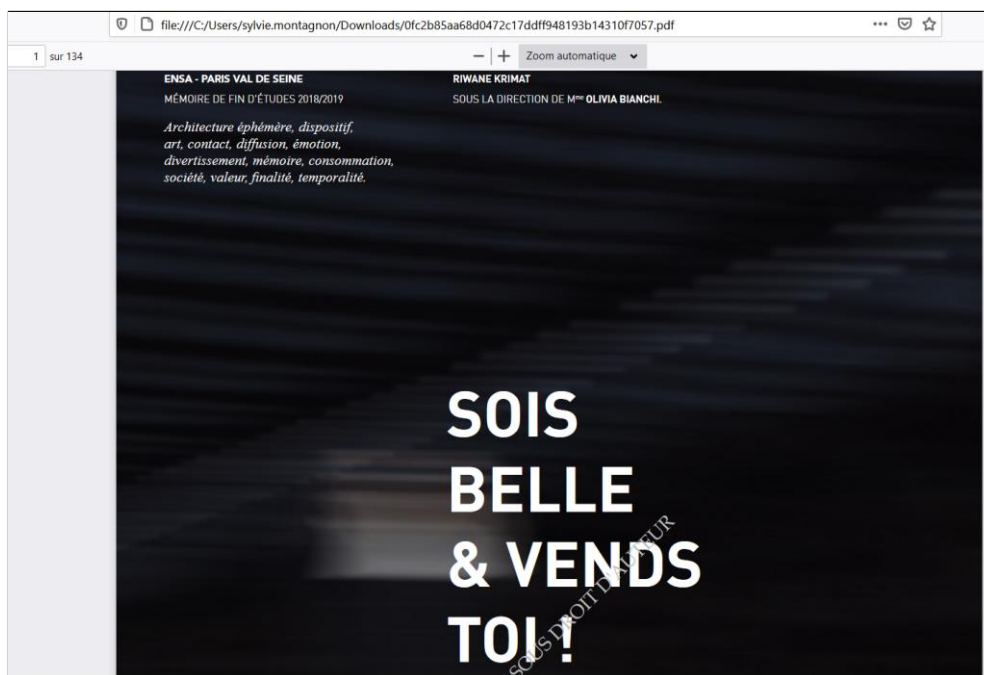 file:///C:/Users/sylvie.montagnon/Downloads/0fc2b85aa68d0472c17ddff948193b14310f7057.pdf
1 sur 134
Zoom automatique
ENSA - PARIS VAL DE SEINE
MÉMOIRE DE FIN D'ÉTUDES 2018/2019
RIWANE KRIMAT
SOUS LA DIRECTION DE Mme OLIVIA BIANCHI.
Architecture éphémère, dispositif,
art, contact, diffusion, émotion,
divertissement, mémoire, consommation,
société, valeur, finalité, temporalité.
SOIS
BELLE
& VENDS
TOI !
SOUS DROIT D'AUTEUR